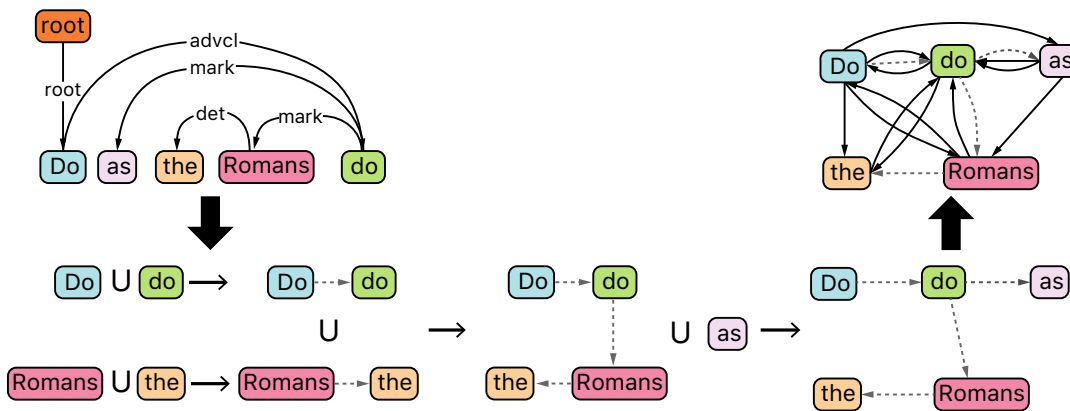 root
advcl
mark
root
det
mark
Do
as
the
Romans
do
Do
do
as
the
Romans
Do U do
Do
do
U
Romans U the
Romans
the
Do
do
the
Romans
U as
Do
do
as
the
Romans